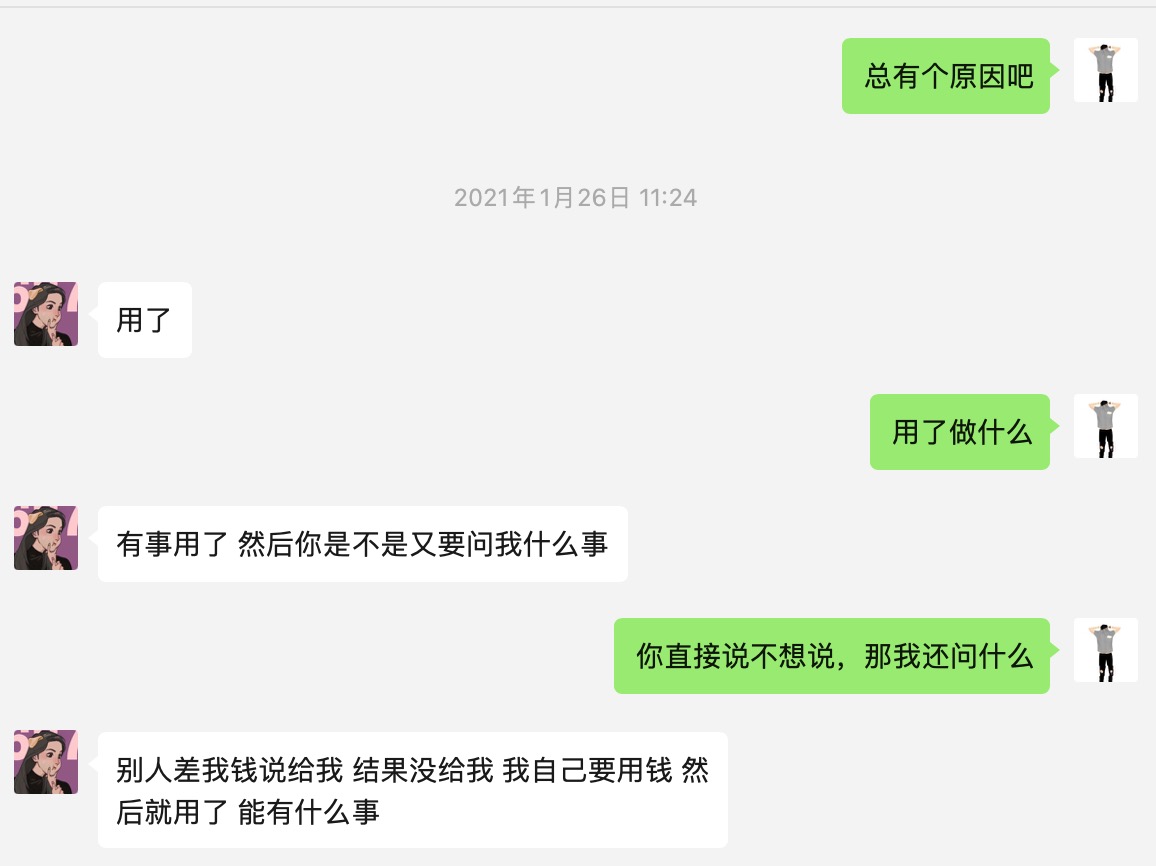 总有个原因吧
2021年1月26日 11:24
用了
用了做什么
有事用了 然后你是不是又要问我什么事
你直接说不想说，那我还问什么
别人差我钱说给我 结果没给我 我自己要用钱 然
后就用了 能有什么事